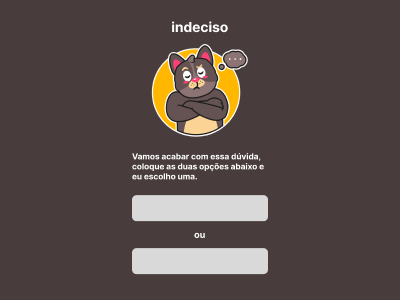 indeciso
Vamos acabar com essa dúvida,
coloque as duas opções abaixo e
eu escolho uma.
ou